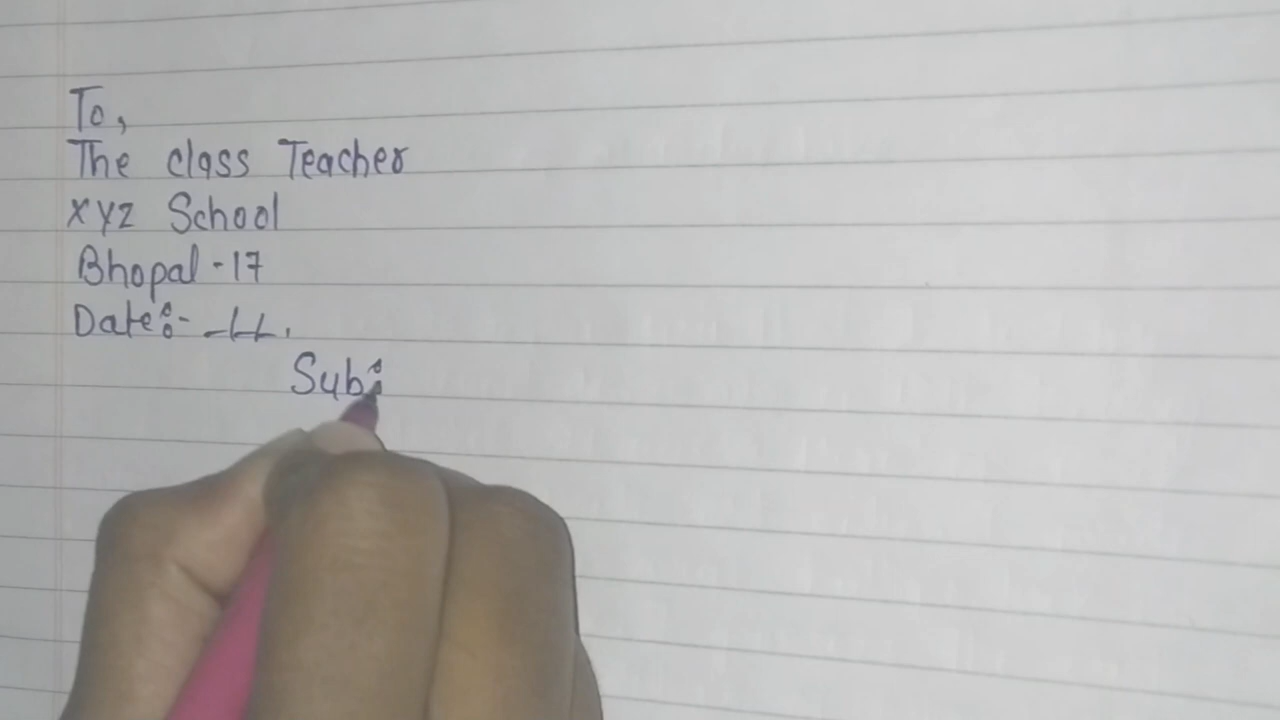 To,
The class Teacher
XYZ School
Bhopal -17
Date:- _/_/_.
Sub: